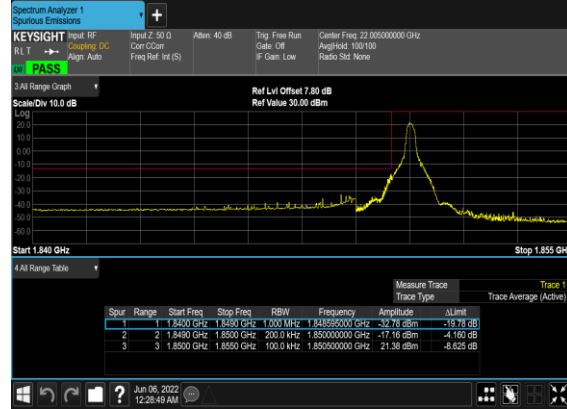 Spectrum Analyzer 1
Spurious Emissions
KEYSIGHT Input: RF Input Z: 50 Ω Atten: 40 dB Trig: Free Run Center Freq: 22.005000000 GHz
RLT Coupling: DC Corr CCorr Gate: Off Avg|Hold: 100/100
Align: Auto Freq Ref: Int (S) IF Gain: Low Radio Std: None
PASS
3 All Range Graph
Ref Lvl Offset 7.80 dB
Scale/Div 10.0 dB Ref Value 30.00 dBm
Log
20.0
10.0
0.00
-10.0
-20.0
-30.0
-40.0
-50.0
-60.0
Start 1.840 GHz Stop 1.855 GH
4 All Range Table
Measure Trace Trace 1
Trace Type Trace Average (Active)
Spur Range Start Freq Stop Freq RBW Frequency Amplitude ΔLimit
1 1 1.8400 GHz 1.8490 GHz 1.000 MHz 1.848595000 GHz -32.78 dBm -19.78 dB
2 2 1.8490 GHz 1.8500 GHz 200.0 kHz 1.850000000 GHz -17.16 dBm -4.160 dB
3 3 1.8500 GHz 1.8550 GHz 100.0 kHz 1.850500000 GHz 21.38 dBm -8.625 dB
? Jun 06, 2022
12:28:49 AM